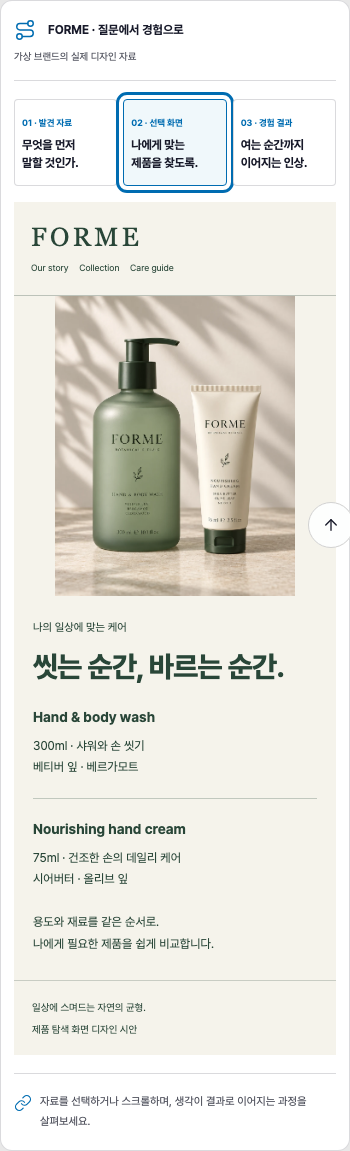 FORME · 질문에서 경험으로
가상 브랜드의 실제 디자인 자료
01 · 발견 자료
무엇을 먼저
말할 것인가.
02 · 선택 화면
나에게 맞는
제품을 찾도록.
03 · 경험 결과
여는 순간까지
이어지는 인상.
FORME
Our story Collection Care guide
FORME
FORME
나의 일상에 맞는 케어
씻는 순간, 바르는 순간.
Hand & body wash
300ml · 샤워와 손 씻기
베티버 잎 · 베르가모트
Nourishing hand cream
75ml · 건조한 손의 데일리 케어
시어버터 · 올리브 잎
용도와 재료를 같은 순서로.
나에게 필요한 제품을 쉽게 비교합니다.
일상에 스며드는 자연의 균형.
제품 탐색 화면 디자인 시안
자료를 선택하거나 스크롤하며, 생각이 결과로 이어지는 과정을
살펴보세요.